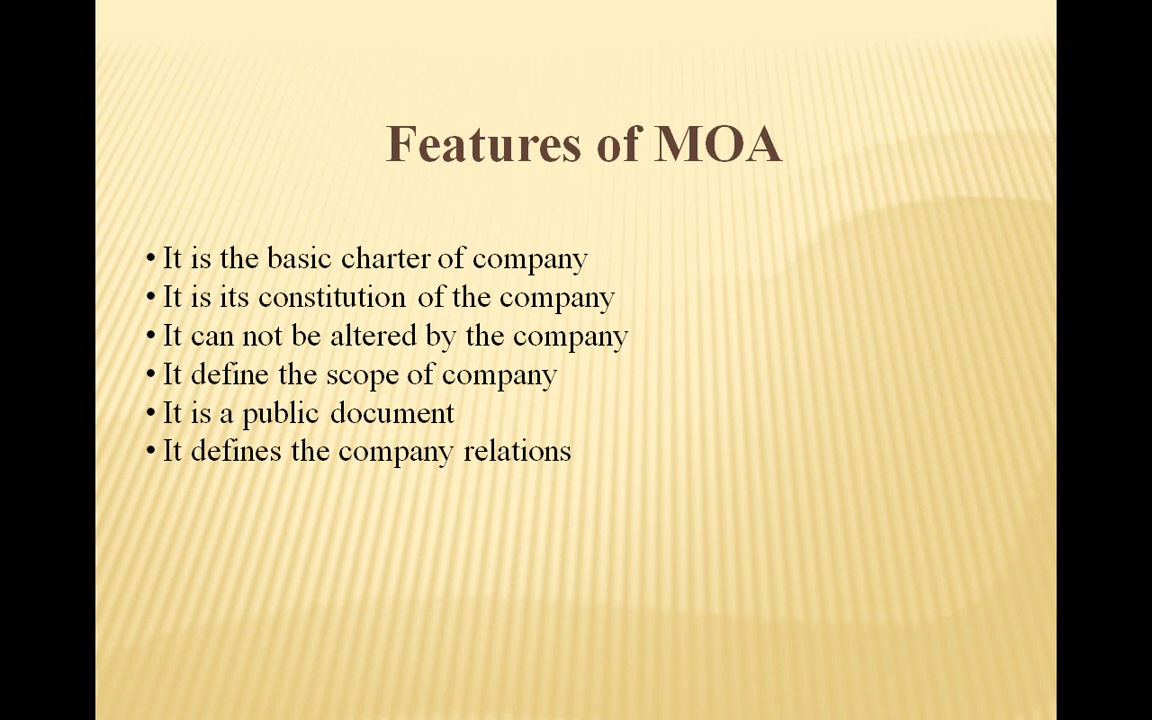 Features of MOA
• It is the basic charter of company
• It is its constitution of the company
• It can not be altered by the company
• It define the scope of company
• It is a public document
• It defines the company relations